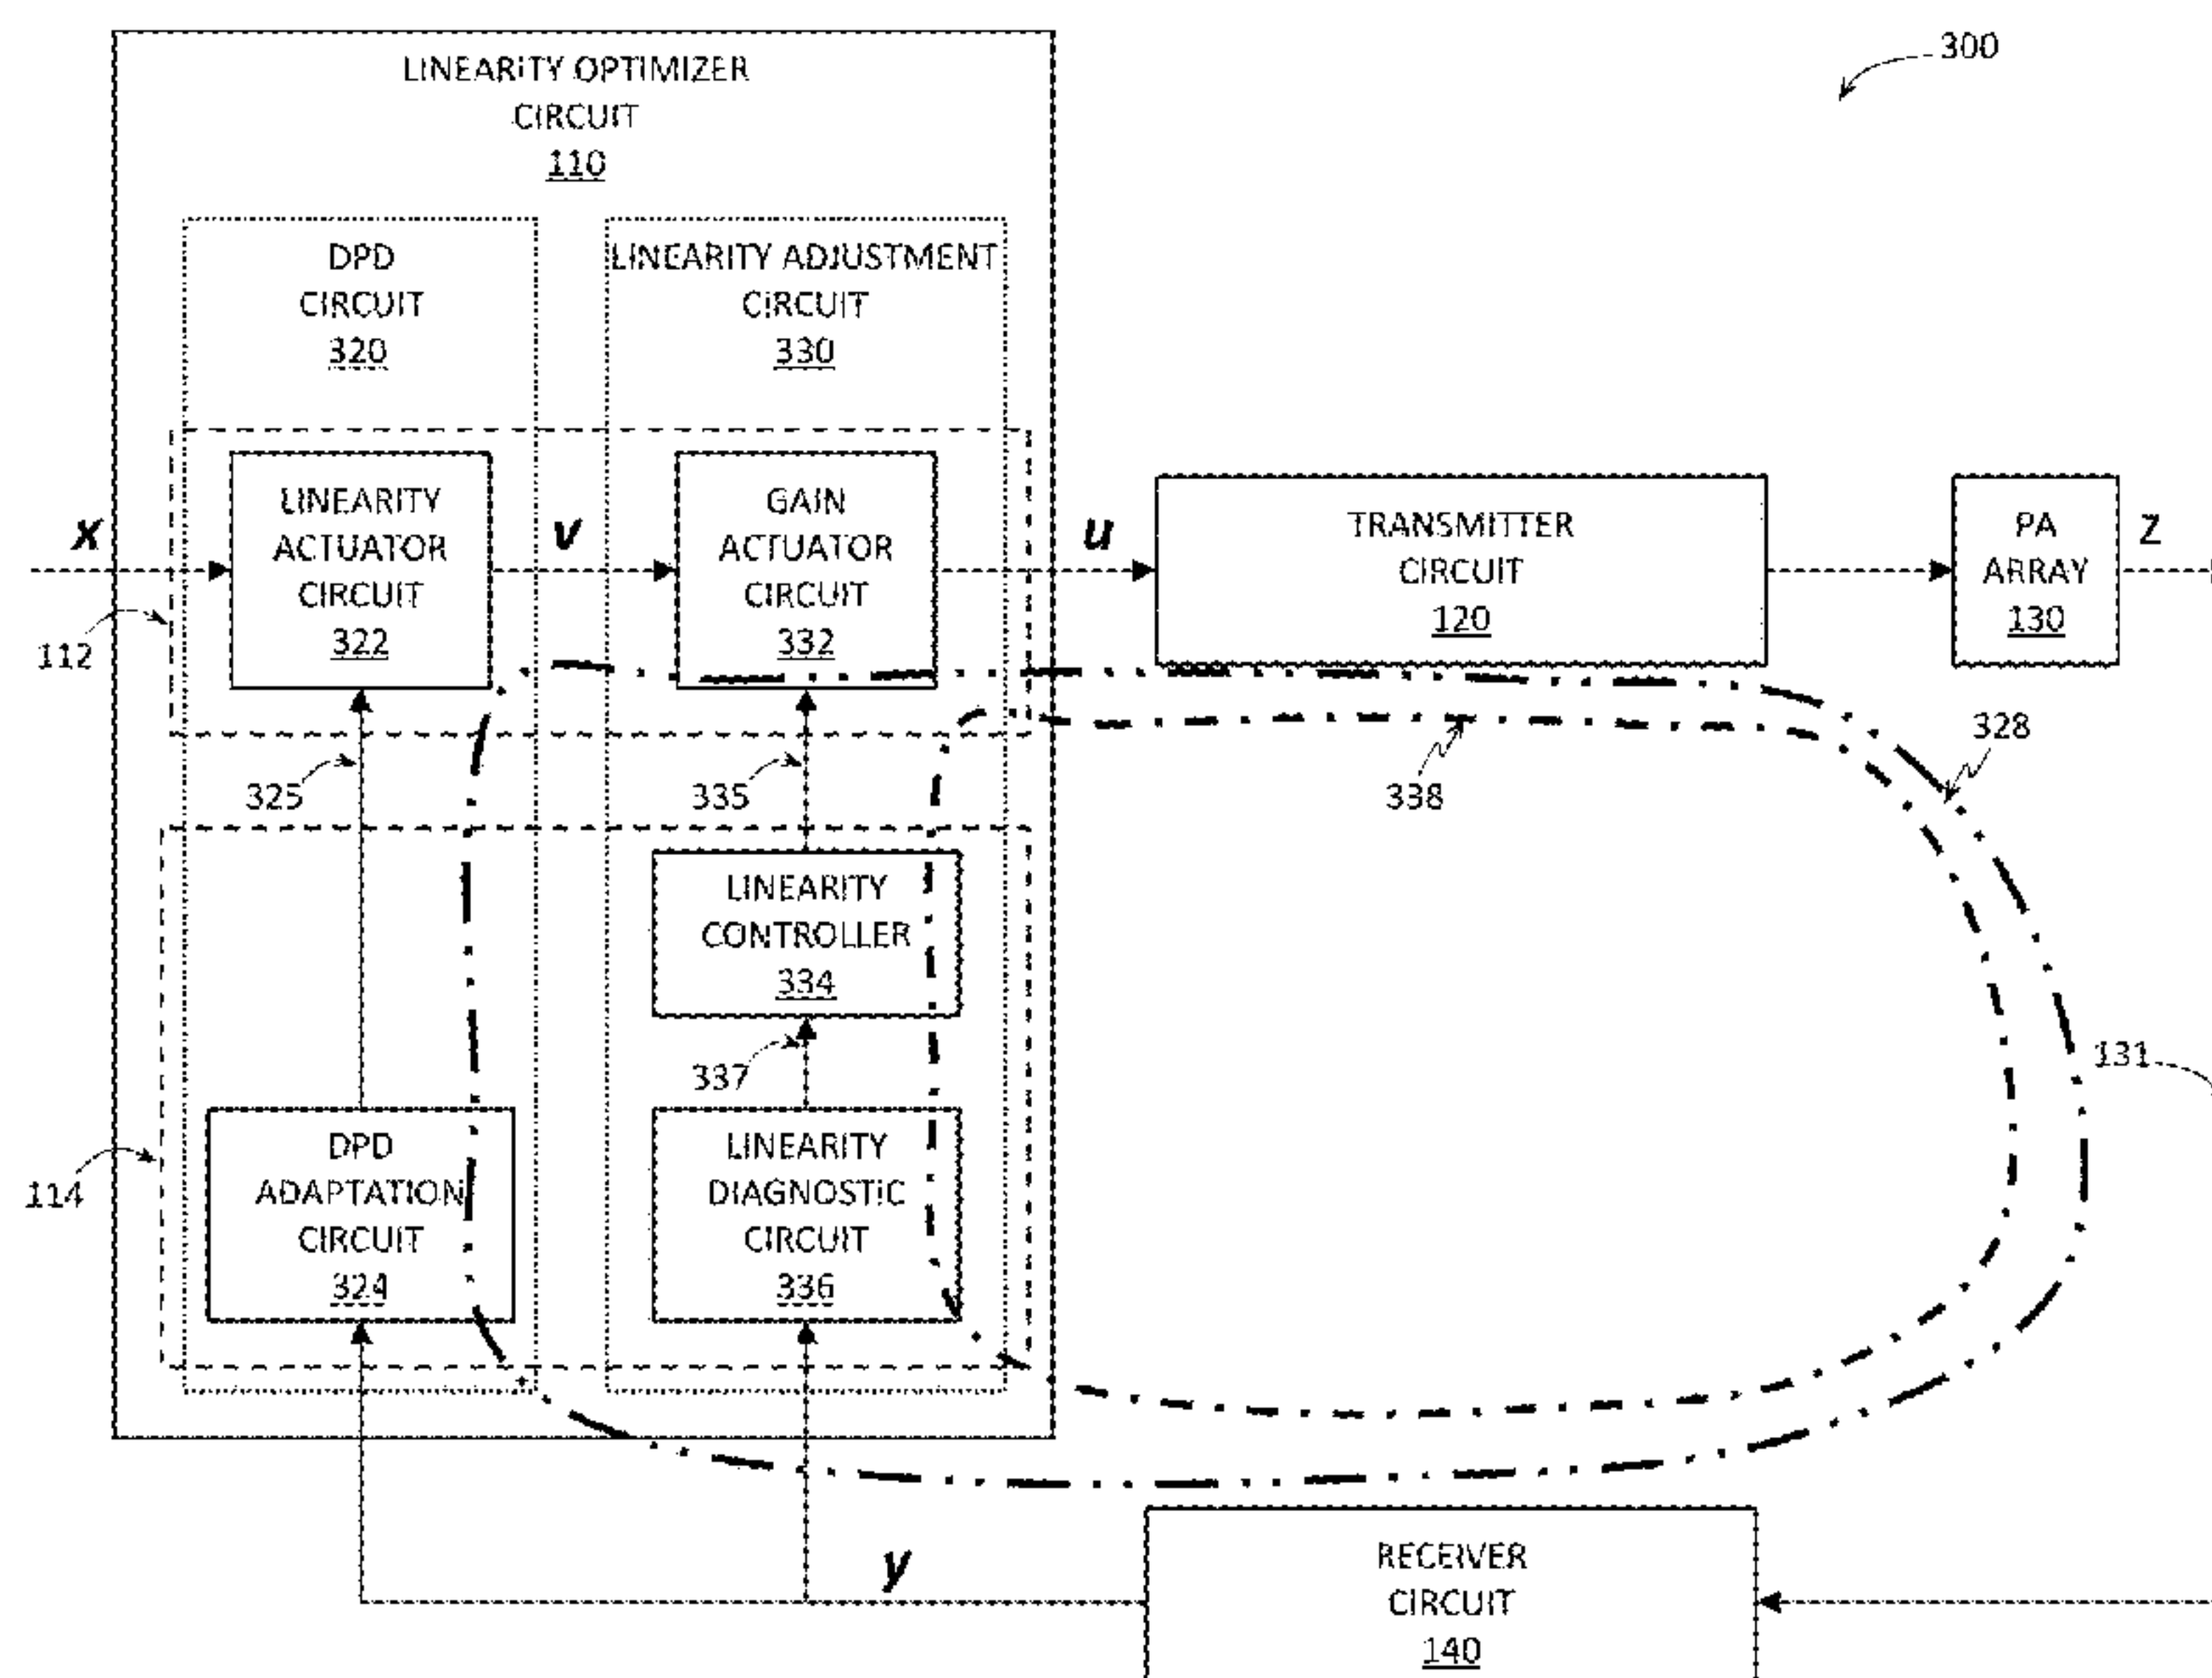 LINEARITY OPTIMIZER
CIRCUIT
110
300
DPD
CIRCUIT
320
LINEARITY ADJUSTMENT
CIRCUIT
330
x
LINEARITY
ACTUATOR
CIRCUIT
322
v
GAIN
ACTUATOR
CIRCUIT
332
u
TRANSMITTER
CIRCUIT
120
PA
ARRAY
130
z
112
325
335
338
328
LINEARITY
CONTROLLER
334
337
131
114
DPD
ADAPTATION
CIRCUIT
324
LINEARITY
DIAGNOSTIC
CIRCUIT
336
y
RECEIVER
CIRCUIT
140